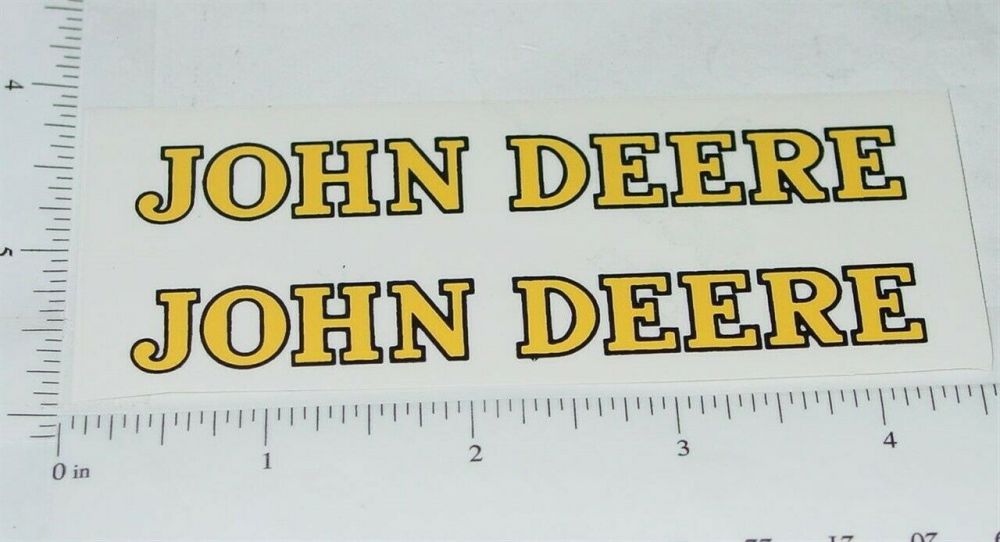 4
JOHN DEERE
5
JOHN DEERE
0 in 1 2 3 4